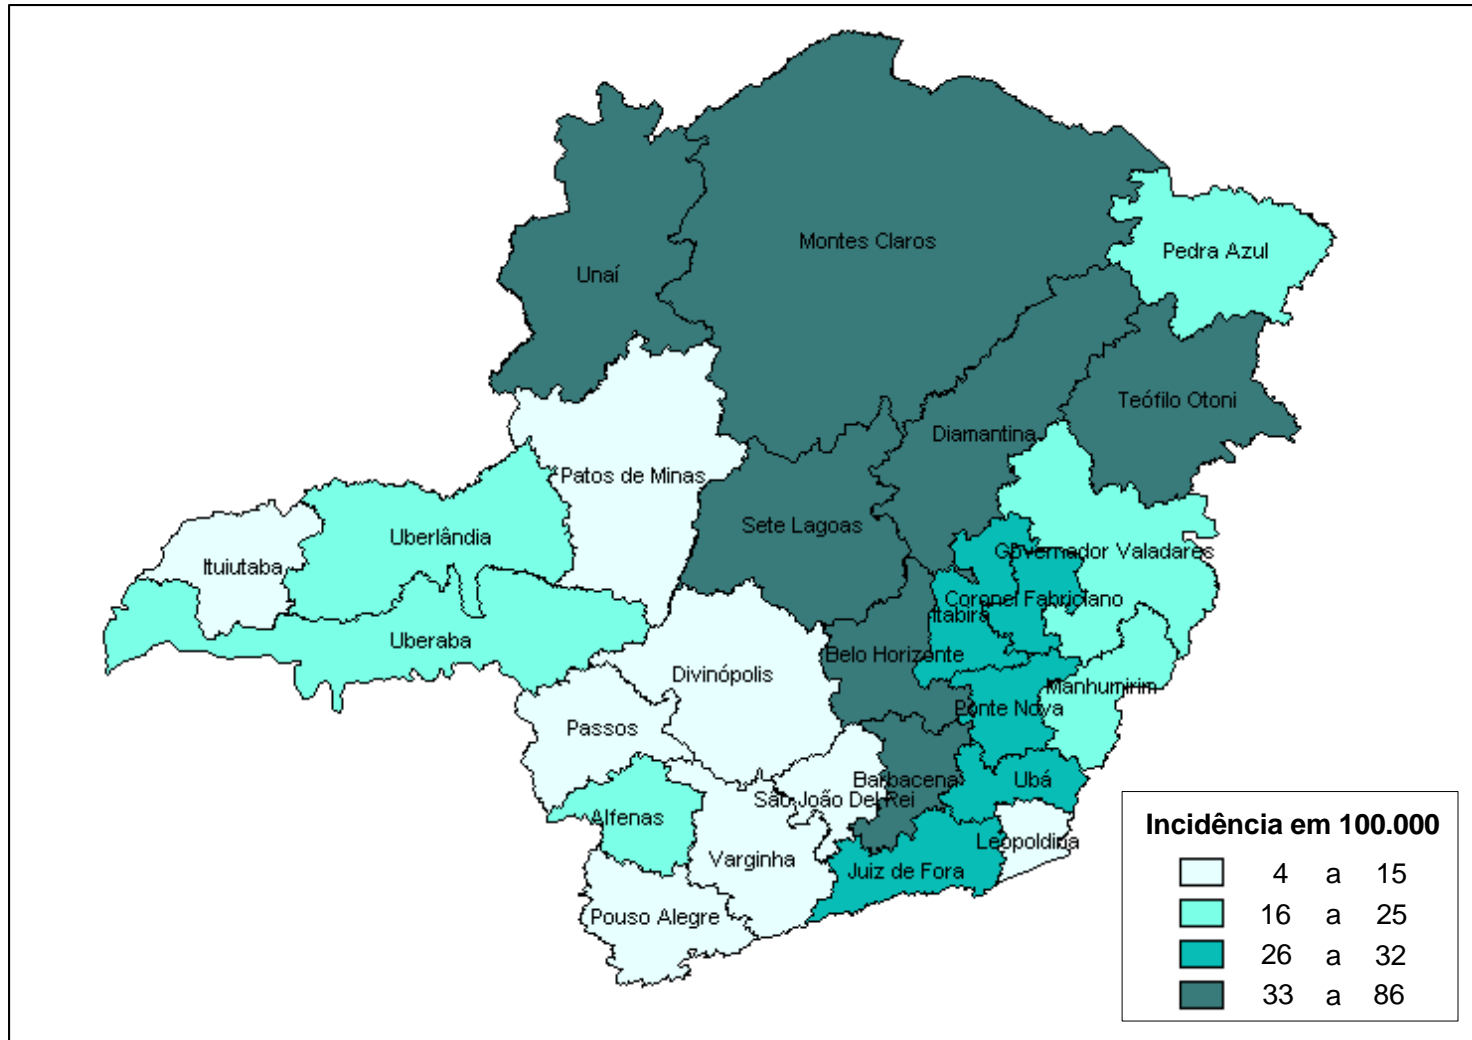 Montes Claros
Pedra Azul
Unaí
Teófilo Otoni
Diamantina
Patos de Minas
Sete Lagoas
Uberlândia
Governador Valadares
Ituiutaba
Coronel Fabriciano
Itabira
Uberaba
Belo Horizonte
Divinópolis
Manhumirim
Ponte Nova
Passos
Barbacena
Ubá
São João Del Rei
Alfenas
Leopoldina
Varginha
Juiz de Fora
Pouso Alegre
Incidência em 100.000
4 a 15
16 a 25
26 a 32
33 a 86